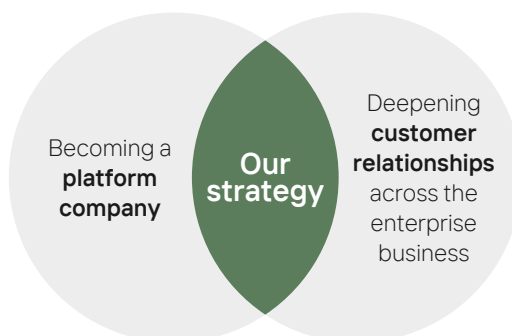 Becoming a
platform
company
Our
strategy
Deepening
customer
relationships
across the
enterprise
business